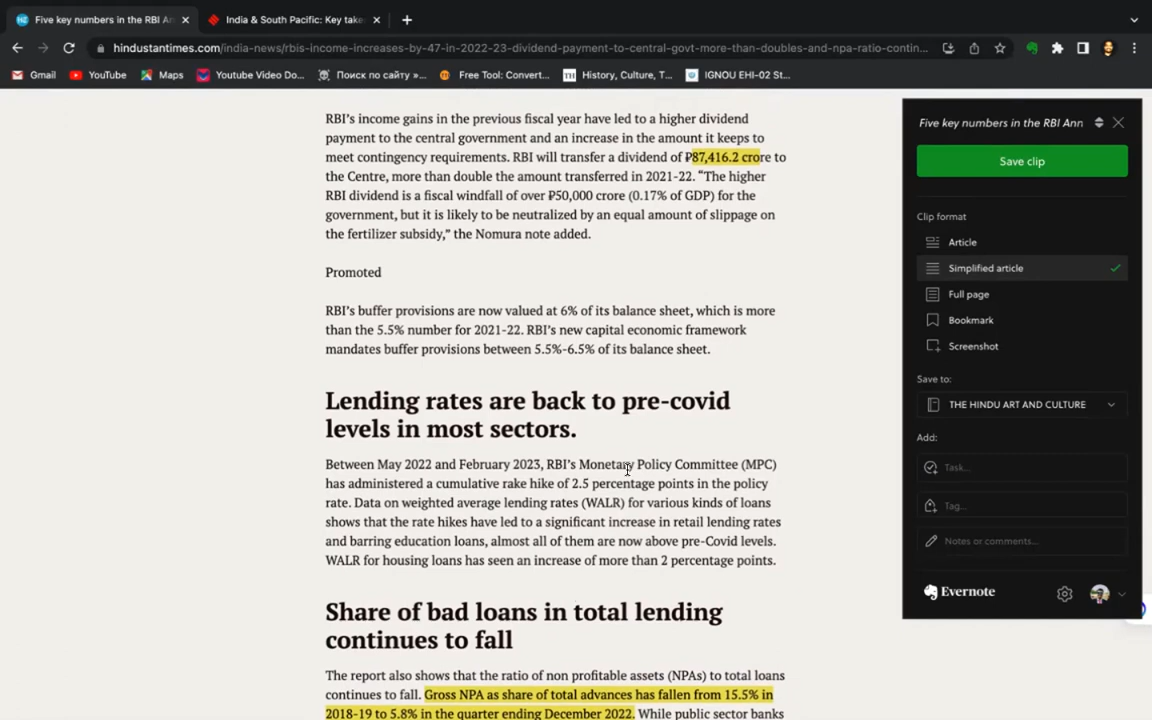 Five key numbers in the RBI An
India & South Pacific: Key take
hindustantimes.com/india-news/rbis-income-increases-by-47-in-2022-23-dividend-payment-to-central-govt-more-than-doubles-and-npa-ratio-contin...
Gmail
YouTube
Maps
Youtube Video Do...
Поиск по сайту »...
Free Tool: Convert...
TH
History, Culture, T...
IGNOU EHI-02 St...
RBI's income gains in the previous fiscal year have led to a higher dividend
payment to the central government and an increase in the amount it keeps to
meet contingency requirements. RBI will transfer a dividend of ₽87,416.2 crore to
the Centre, more than double the amount transferred in 2021-22. “The higher
RBI dividend is a fiscal windfall of over ₽50,000 crore (0.17% of GDP) for the
government, but it is likely to be neutralized by an equal amount of slippage on
the fertilizer subsidy,” the Nomura note added.
Promoted
RBI's buffer provisions are now valued at 6% of its balance sheet, which is more
than the 5.5% number for 2021-22. RBI's new capital economic framework
mandates buffer provisions between 5.5%-6.5% of its balance sheet.
Lending rates are back to pre-covid
levels in most sectors.
Between May 2022 and February 2023, RBI's Monetary Policy Committee (MPC)
has administered a cumulative rake hike of 2.5 percentage points in the policy
rate. Data on weighted average lending rates (WALR) for various kinds of loans
shows that the rate hikes have led to a significant increase in retail lending rates
and barring education loans, almost all of them are now above pre-Covid levels.
WALR for housing loans has seen an increase of more than 2 percentage points.
Share of bad loans in total lending
continues to fall
The report also shows that the ratio of non profitable assets (NPAs) to total loans
continues to fall. Gross NPA as share of total advances has fallen from 15.5% in
2018-19 to 5.8% in the quarter ending December 2022. While public sector banks
Five key numbers in the RBI Ann
Save clip
Clip format
Article
Simplified article
Full page
Bookmark
Screenshot
Save to:
THE HINDU ART AND CULTURE
Add:
Task...
Tag...
Notes or comments...
Evernote